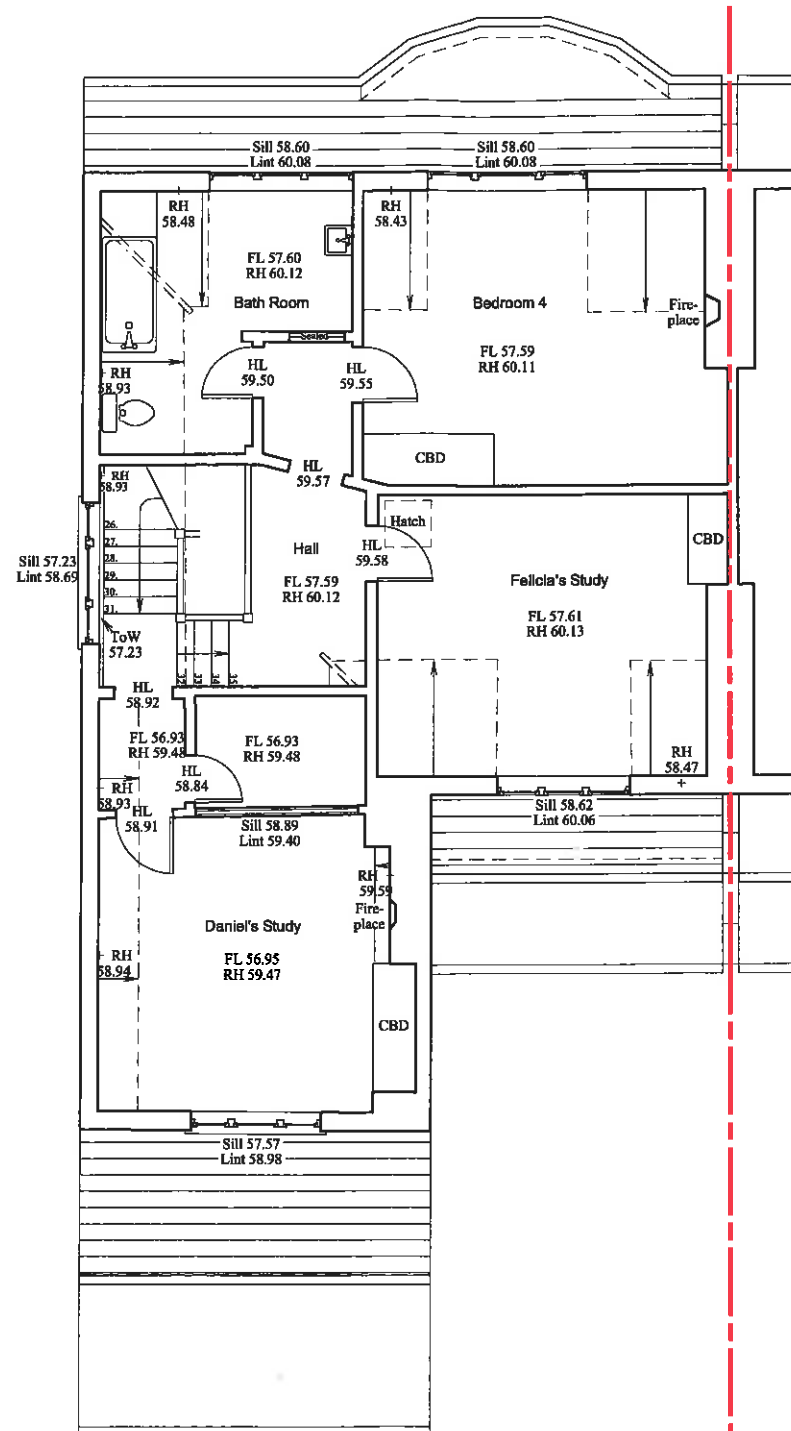 Sill 58.60
Lint 60.08
Sill 58.60
Lint 60.08
RH
58.48
RH
58.43
FL 57.60
RH 60.12
Bath Room
Bedroom 4
Fire-
place
Sealed
FL 57.59
RH 60.11
HL
59.50
HL
59.55
RH
58.93
CBD
HL
59.57
RH
58.93
Hatch
26.
27.
28.
29.
30.
31.
Hall
HL
59.58
CBD
Sill 57.23
Lint 58.69
FL 57.59
RH 60.12
Felicia's Study
FL 57.61
RH 60.13
ToW
57.23
32
33
34
35
HL
58.92
FL 56.93
RH 59.48
FL 56.93
RH 59.48
HL
58.84
RH
58.47
RH
58.93
HL
58.91
Sill 58.89
Lint 59.40
Sill 58.62
Lint 60.06
RH
59.59
Fire-
place
Daniel's Study
RH
58.94
FL 56.95
RH 59.47
CBD
Sill 57.57
Lint 58.98